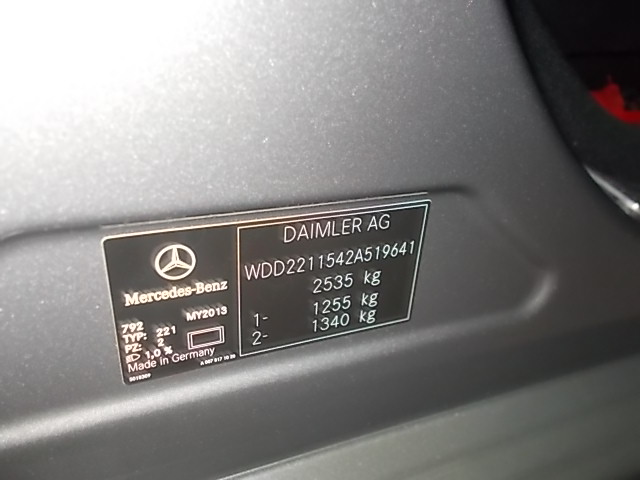 Mercedes-Benz
792 MY2013
TYP: 221
PZ: 2
1,0 %
Made in Germany
DAIMLER AG
WDD2211542A519641
2535 kg
1- 1255 kg
2- 1340 kg